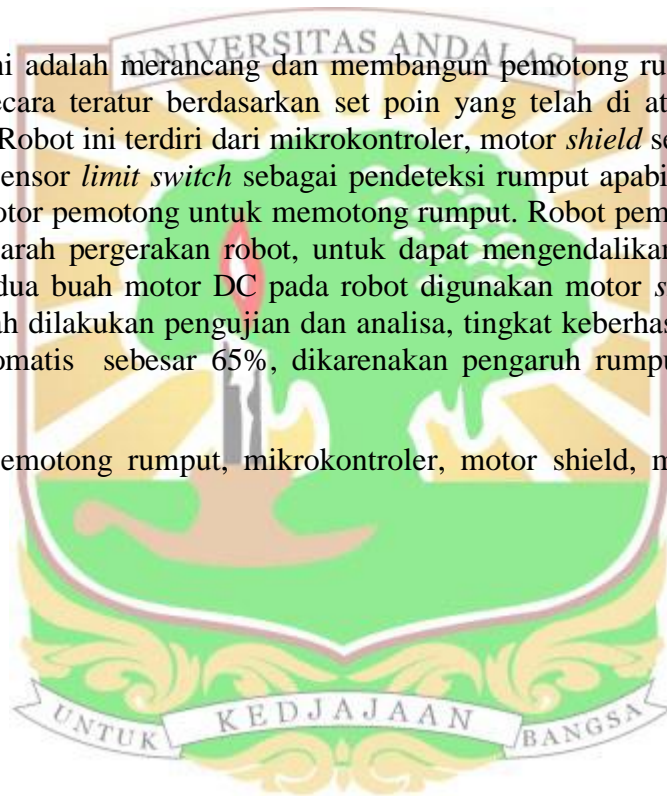 UNIVERSITAS ANDALAS
ni adalah merancang dan membangun pemotong ru
ecara teratur berdasarkan set poin yang telah di at
Robot ini terdiri dari mikrokontroler, motor shield se
ensor limit switch sebagai pendeteksi rumput apabi
otor pemotong untuk memotong rumput. Robot pem
arah pergerakan robot, untuk dapat mengendalikan
dua buah motor DC pada robot digunakan motor s
ah dilakukan pengujian dan analisa, tingkat keberhas
omatis sebesar 65%, dikarenakan pengaruh rumpu
emotong rumput, mikrokontroler, motor shield, m
UNTUK KEDJAJAAN BANGSA